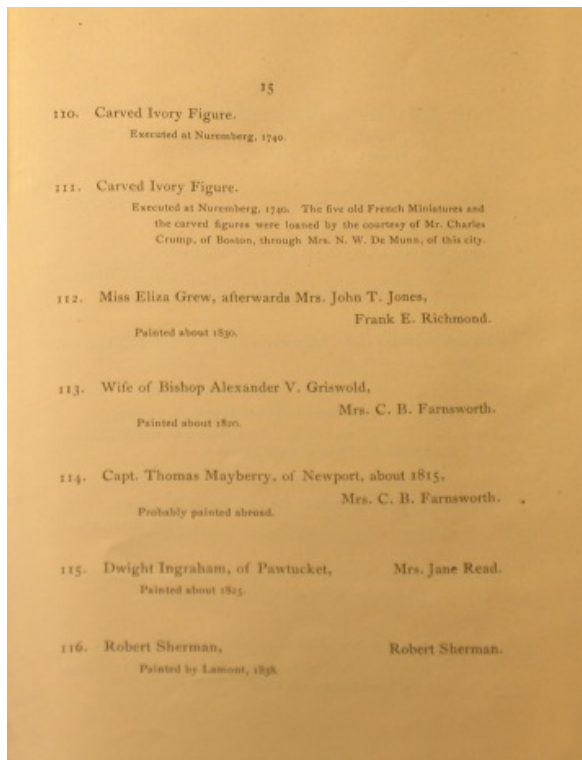 15
110. Carved Ivory Figure.
Executed at Nuremberg, 1740.
111. Carved Ivory Figure.
Executed at Nuremberg, 1740. The five old French Miniatures and
the carved figures were loaned by the courtesy of Mr. Charles
Crump, of Boston, through Mrs. N. W. De Munn, of this city.
112. Miss Eliza Grew, afterwards Mrs. John T. Jones,
Frank E. Richmond.
Painted about 1830.
113. Wife of Bishop Alexander V. Griswold,
Mrs. C. B. Farnsworth.
Painted about 1820.
114. Capt. Thomas Mayberry, of Newport, about 1815,
Mrs. C. B. Farnsworth.
Probably painted abroad.
115. Dwight Ingraham, of Pawtucket, Mrs. Jane Read.
Painted about 1825.
116. Robert Sherman, Robert Sherman.
Painted by Lamont, 1838.